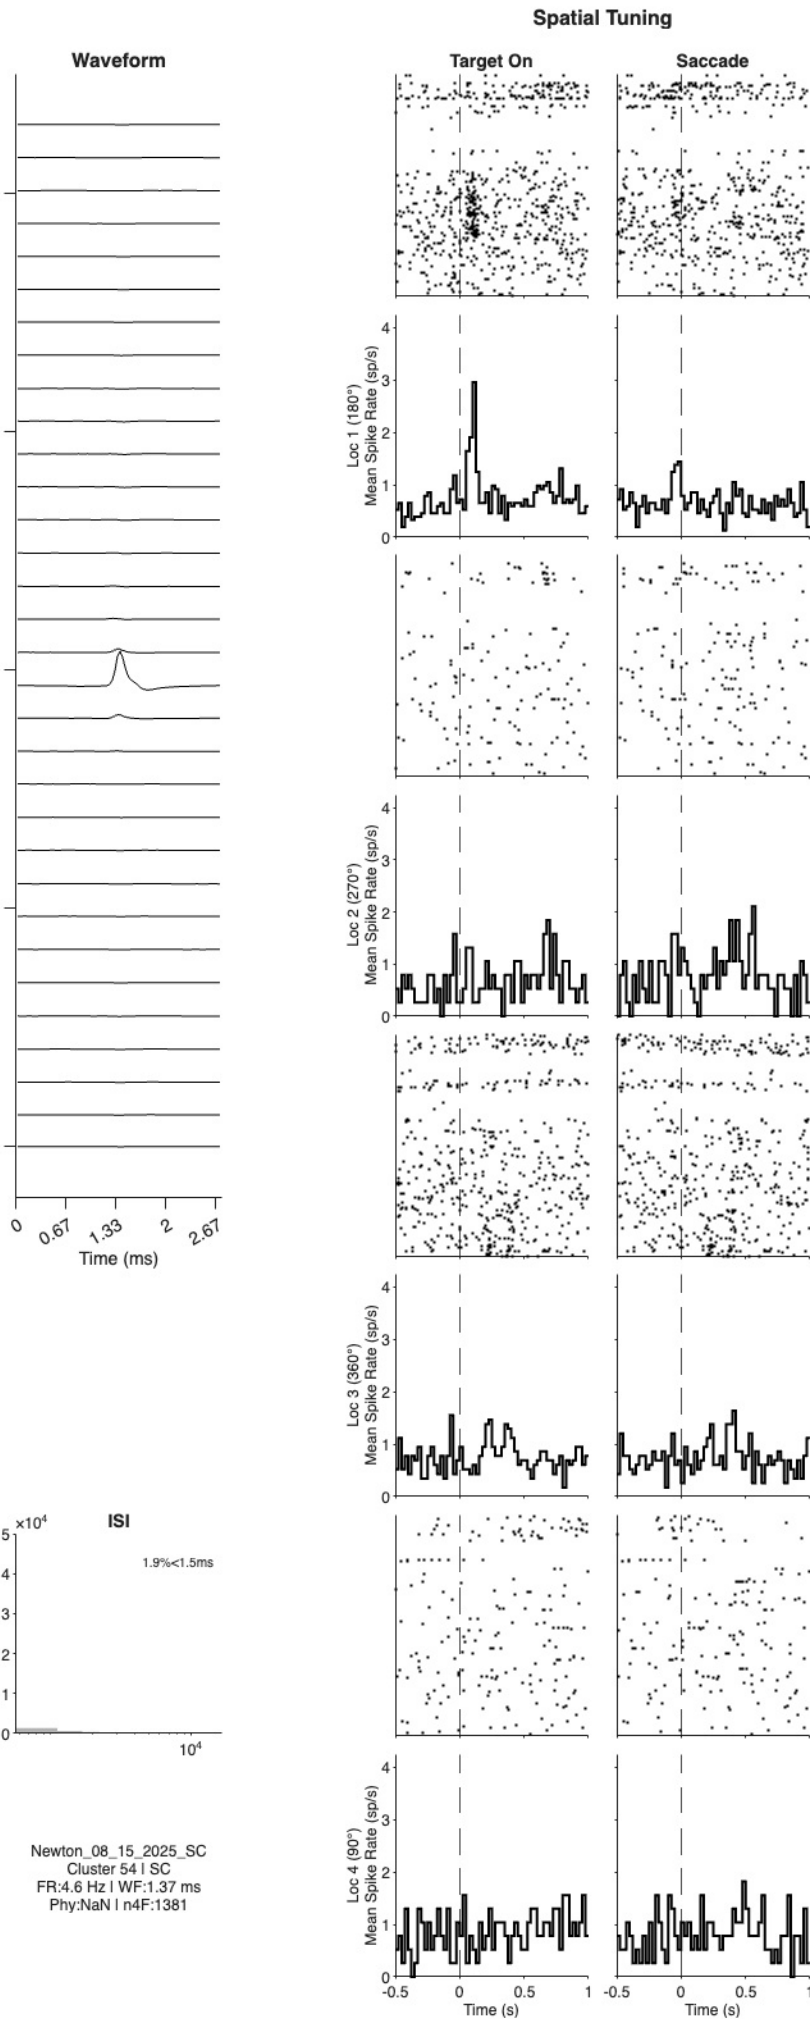 Spatial Tuning
Waveform
Target On
Saccade
4
3
2
1
0
Loc 1 (180°)
Mean Spike Rate (sp/s)
4
3
2
1
0
Loc 2 (270°)
Mean Spike Rate (sp/s)
0
0.67
1.33
2
2.67
Time (ms)
4
3
2
1
0
Loc 3 (360°)
Mean Spike Rate (sp/s)
×10⁴
ISI
5
4
3
2
1
0
1.9%<1.5ms
10⁴
4
3
2
1
0
Loc 4 (90°)
Mean Spike Rate (sp/s)
Newton_08_15_2025_SC
Cluster 54 | SC
FR:4.6 Hz | WF:1.37 ms
Phy:NaN | n4F:1381
-0.5 0 0.5 1
Time (s)
-0.5 0 0.5 1
Time (s)